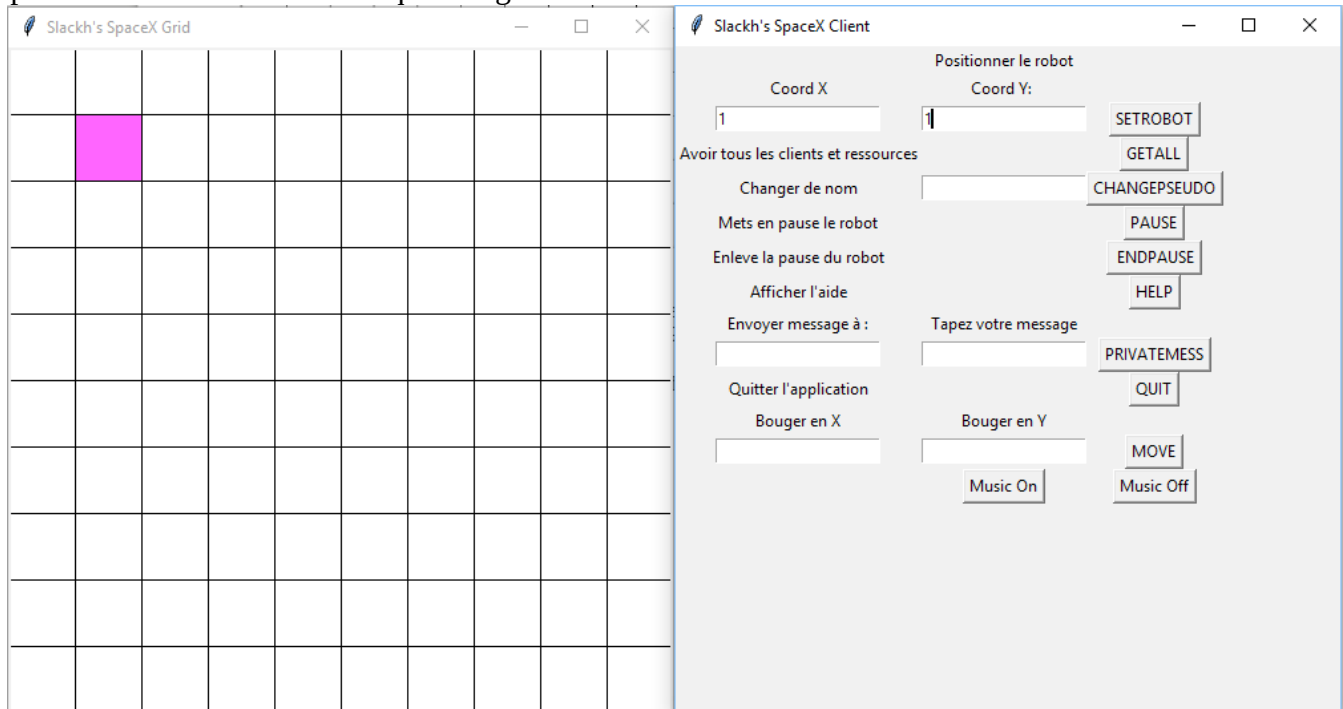 Slackh's SpaceX Grid
Slackh's SpaceX Client
Positionner le robot
Coord X Coord Y:
1 1 SETROBOT
Avoir tous les clients et ressources GETALL
Changer de nom CHANGEPSEUDO
Mets en pause le robot PAUSE
Enleve la pause du robot ENDPAUSE
Afficher l'aide HELP
Envoyer message à : Tapez votre message
PRIVATEMESS
Quitter l'application QUIT
Bouger en X Bouger en Y
MOVE
Music On Music Off